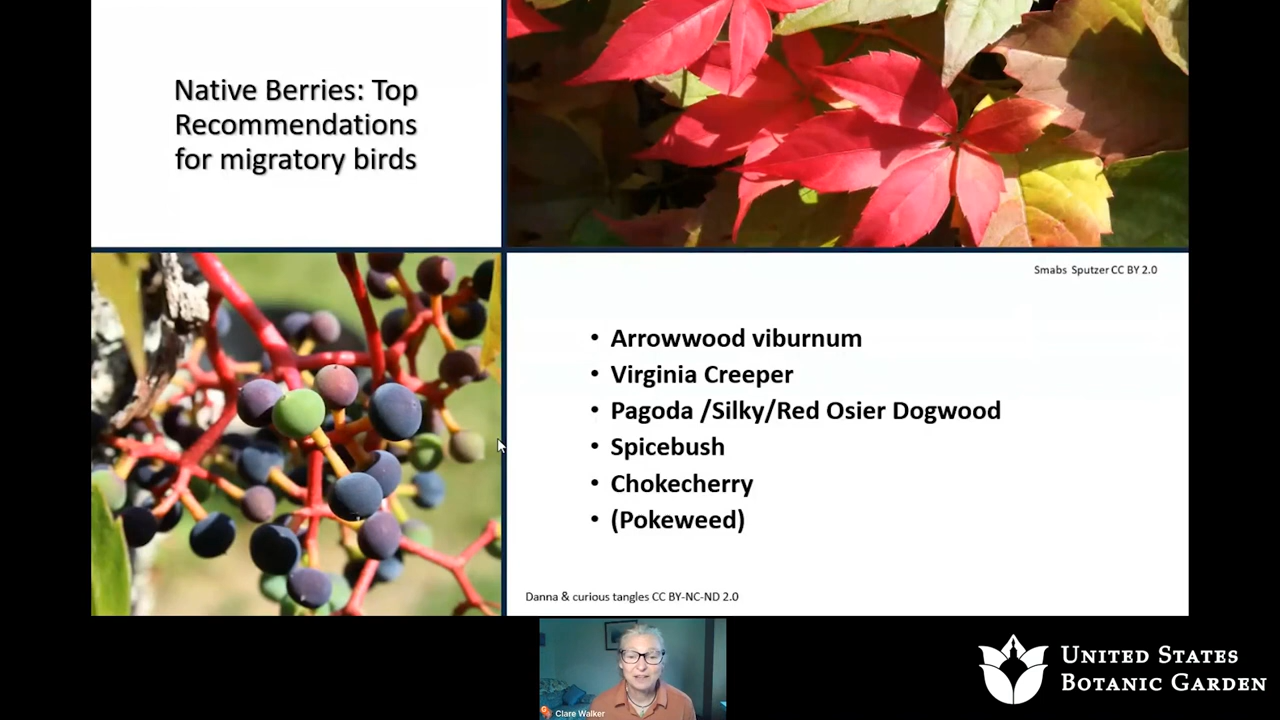 Native Berries: Top
Recommendations
for migratory birds
Smabs Sputzer CC BY 2.0
• Arrowwood viburnum
• Virginia Creeper
• Pagoda /Silky/Red Osier Dogwood
• Spicebush
• Chokecherry
• (Pokeweed)
Danna & curious tangles CC BY-NC-ND 2.0
Clare Walker
UNITED STATES
BOTANIC GARDEN